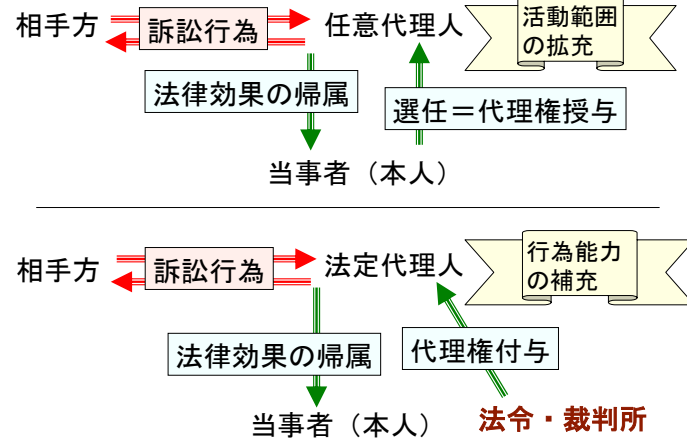 相手方
訴訟行為
任意代理人
活動範囲
の拡充
法律効果の帰属
選任＝代理権授与
当事者（本人）
相手方
訴訟行為
法定代理人
行為能力
の補充
法律効果の帰属
代理権付与
当事者（本人）
法令・裁判所